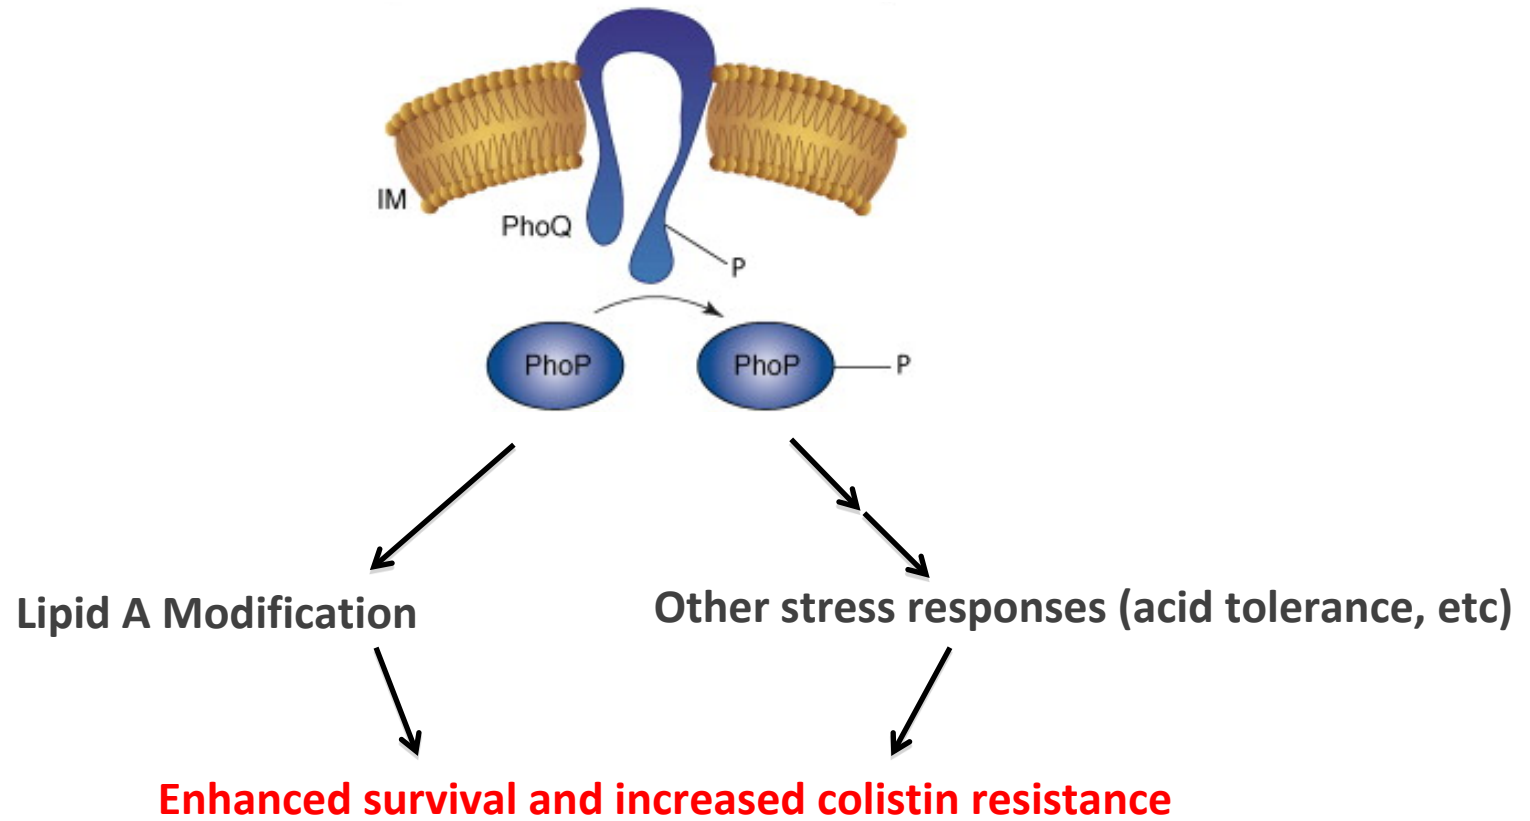 IM
PhoQ
P
PhoP
PhoP
P
Lipid A Modification
Other stress responses (acid tolerance, etc)
Enhanced survival and increased colistin resistance